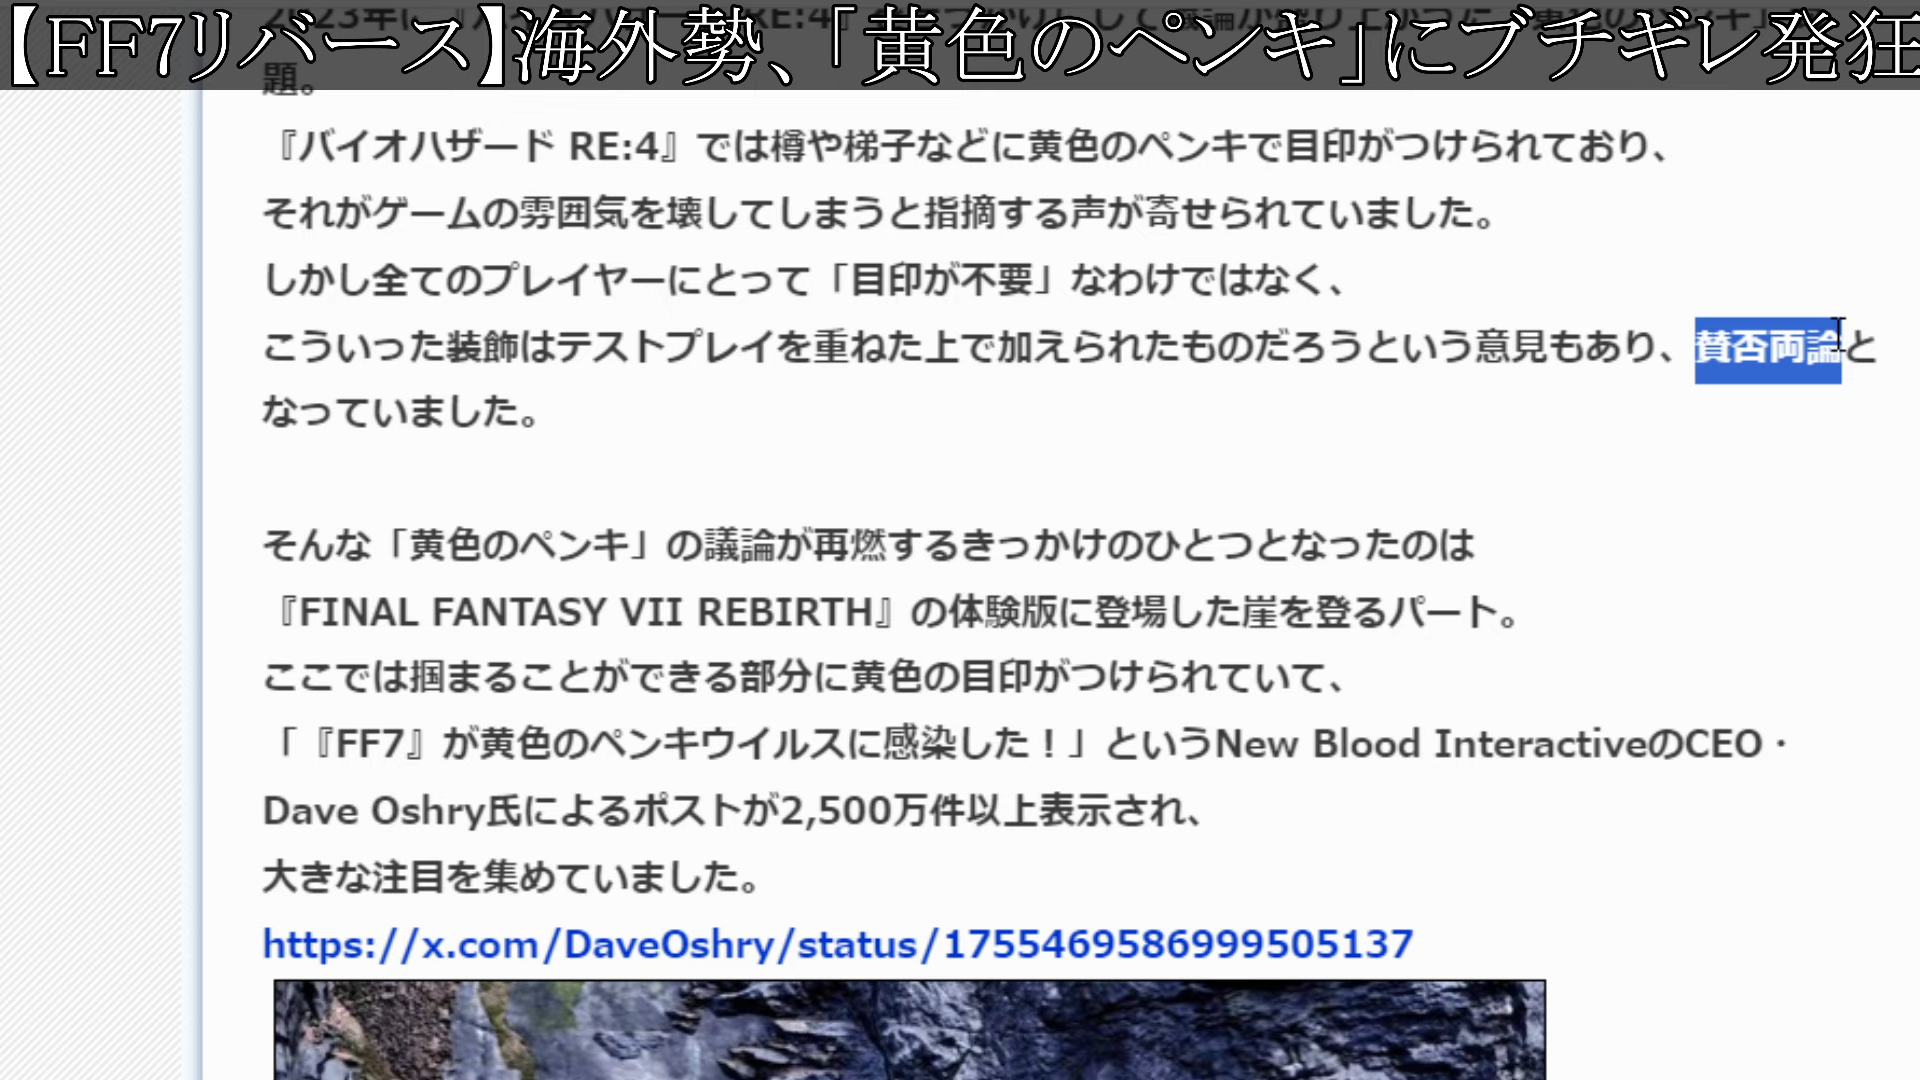 【FF7リバース】海外勢、「黄色のペンキ」にブチギレ発狂
題。
『バイオハザード RE:4』では樽や梯子などに黄色のペンキで目印がつけられており、
それがゲームの雰囲気を壊してしまうと指摘する声が寄せられていました。
しかし全てのプレイヤーにとって「目印が不要」なわけではなく、
こういった装飾はテストプレイを重ねた上で加えられたものだろうという意見もあり、賛否両論と
なっていました。
そんな「黄色のペンキ」の議論が再燃するきっかけのひとつとなったのは
『FINAL FANTASY VII REBIRTH』の体験版に登場した崖を登るパート。
ここでは掴まることができる部分に黄色の目印がつけられていて、
「『FF7』が黄色のペンキウイルスに感染した！」というNew Blood InteractiveのCEO・
Dave Oshry氏によるポストが2,500万件以上表示され、
大きな注目を集めていました。
https://x.com/DaveOshry/status/1755469586999505137